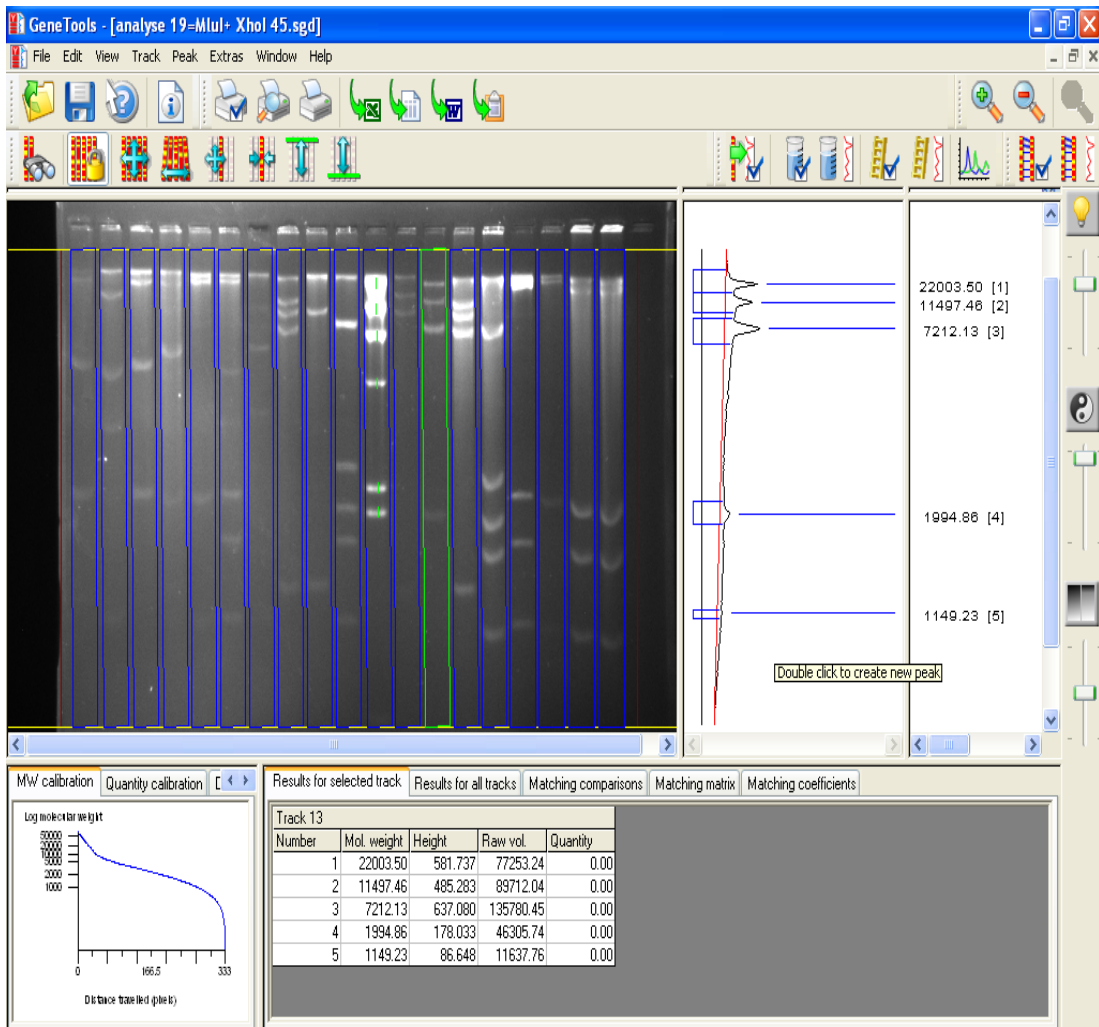 GeneTools - [analyse 19=MluI+ XhoI 45.sgd]
File Edit View Track Peak Extras Window Help
22003.50 [1]
11497.46 [2]
7212.13 [3]
1994.86 [4]
1149.23 [5]
Double click to create new peak
MW calibration Quantity calibration
Log molecular weight
50000
10000
5000
2000
1000
0 166.5 333
Distance travelled (pixels)
Results for selected track Results for all tracks Matching comparisons Matching matrix Matching coefficients
Track 13
Number Mol. weight Height Raw vol. Quantity
1 22003.50 581.737 77253.24 0.00
2 11497.46 485.283 89712.04 0.00
3 7212.13 637.080 135780.45 0.00
4 1994.86 178.033 46305.74 0.00
5 1149.23 86.648 11637.76 0.00